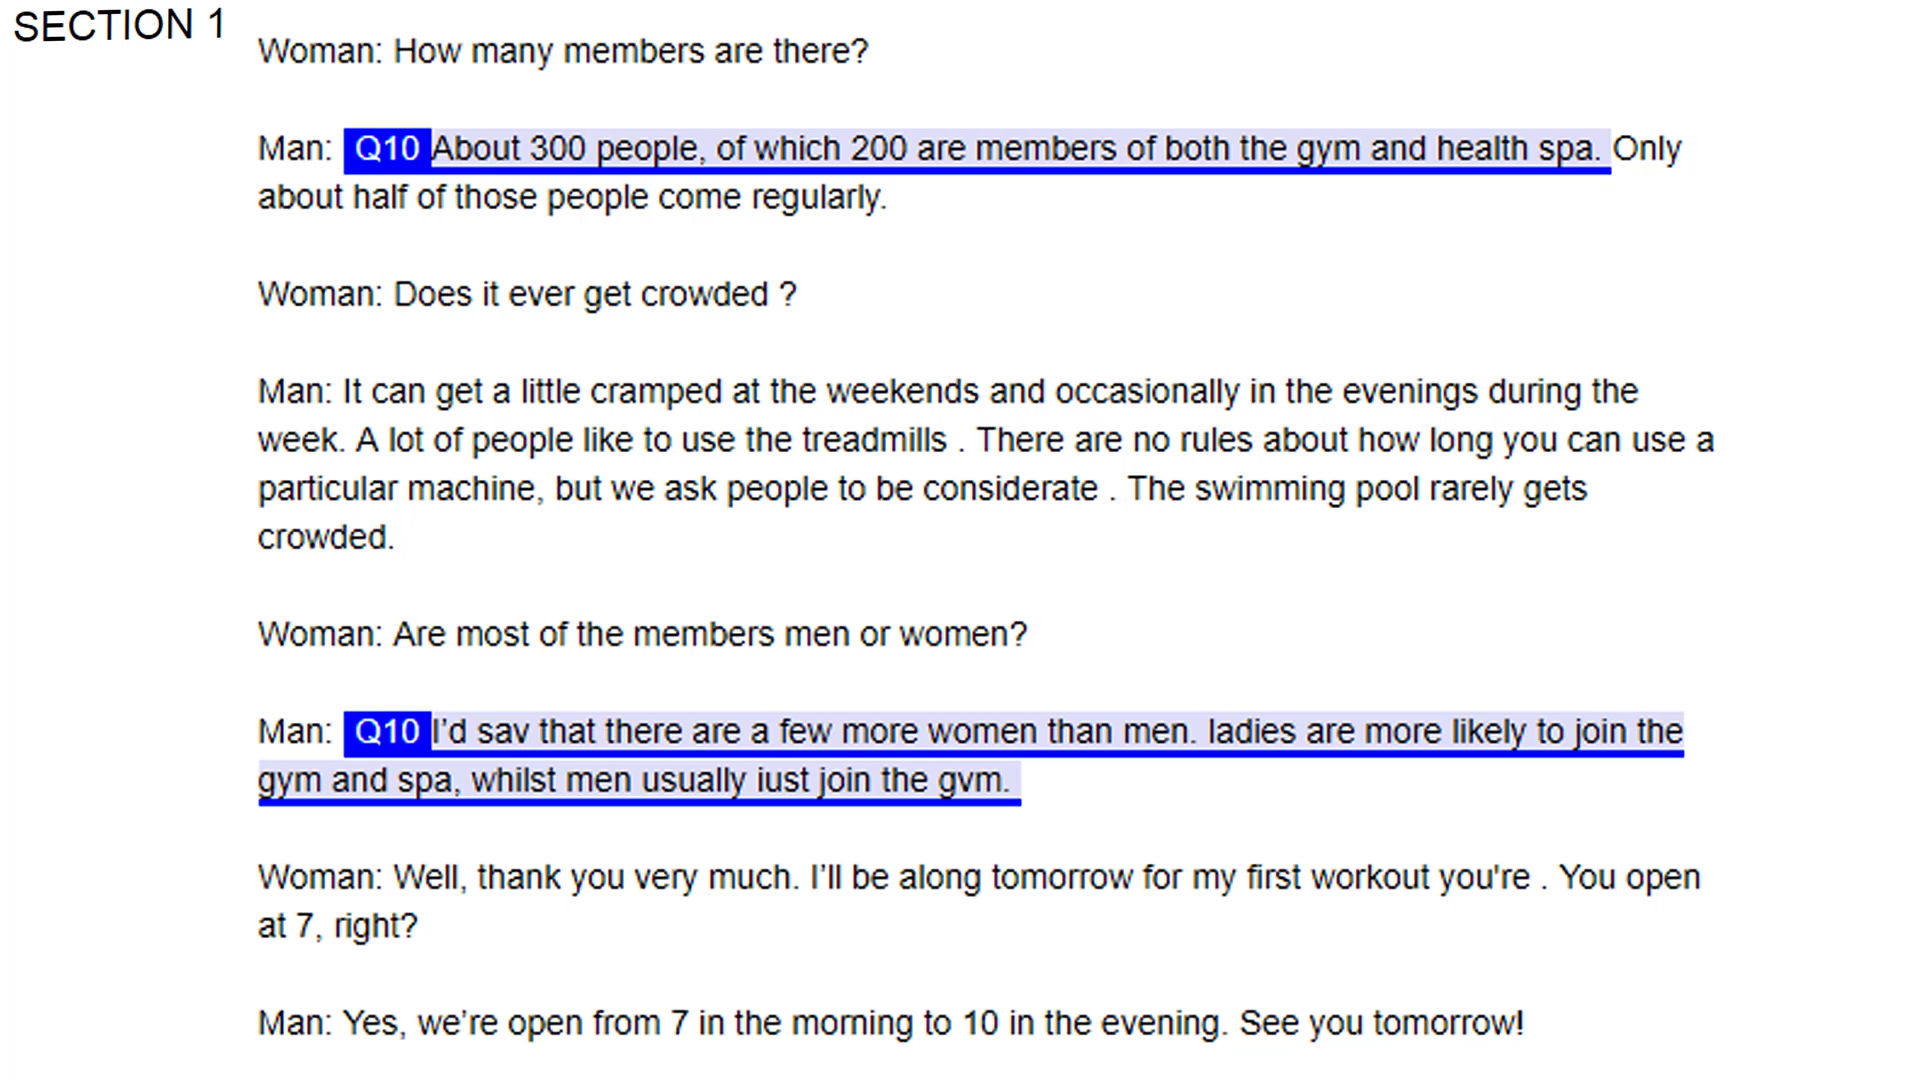 SECTION 1
Woman: How many members are there?
Man: Q10 About 300 people, of which 200 are members of both the gym and health spa. Only
about half of those people come regularly.
Woman: Does it ever get crowded ?
Man: It can get a little cramped at the weekends and occasionally in the evenings during the
week. A lot of people like to use the treadmills . There are no rules about how long you can use a
particular machine, but we ask people to be considerate . The swimming pool rarely gets
crowded.
Woman: Are most of the members men or women?
Man: Q10 I’d sav that there are a few more women than men. ladies are more likely to join the
gym and spa, whilst men usually iust join the gvm.
Woman: Well, thank you very much. I’ll be along tomorrow for my first workout you're . You open
at 7, right?
Man: Yes, we’re open from 7 in the morning to 10 in the evening. See you tomorrow!